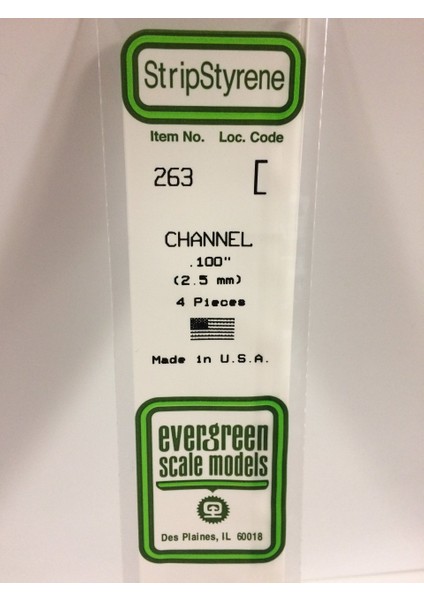 StripStyrene
Item No. Loc. Code
263 [
CHANNEL
.100"
(2.5 mm)
4 Pieces
Made in U.S.A.
evergreen
scale models
Des Plaines, IL 60018